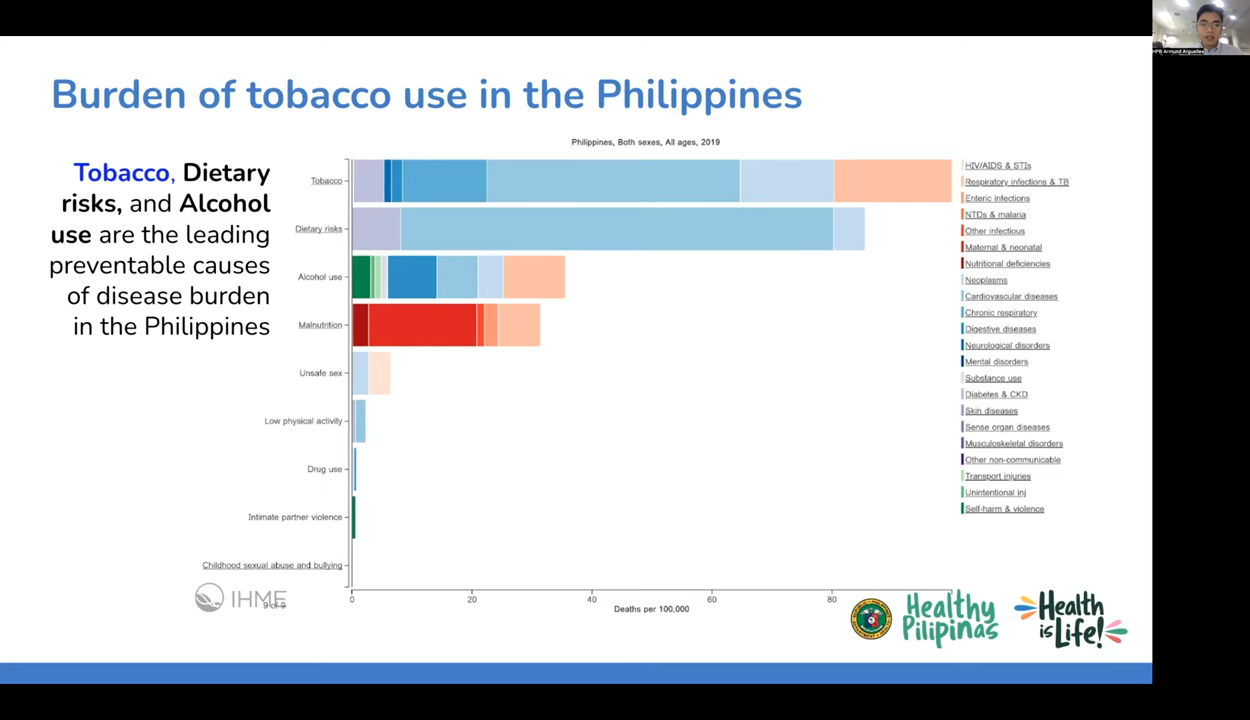 HPB Armund Arguelles
Burden of tobacco use in the Philippines
Tobacco, Dietary
risks, and Alcohol
use are the leading
preventable causes
of disease burden
in the Philippines
Philippines, Both sexes, All ages, 2019
Tobacco
Dietary risks
Alcohol use
Malnutrition
Unsafe sex
Low physical activity
Drug use
Intimate partner violence
Childhood sexual abuse and bullying
0
20
40
60
80
Deaths per 100,000
HIV/AIDS & STIs
Respiratory infections & TB
Enteric infections
NTDs & malaria
Other infectious
Maternal & neonatal
Nutritional deficiencies
Neoplasms
Cardiovascular diseases
Chronic respiratory
Digestive diseases
Neurological disorders
Mental disorders
Substance use
Diabetes & CKD
Skin diseases
Sense organ diseases
Musculoskeletal disorders
Other non-communicable
Transport injuries
Unintentional inj
Self-harm & violence
IHME
9 of 9
Healthy
Pilipinas
Health
is Life!